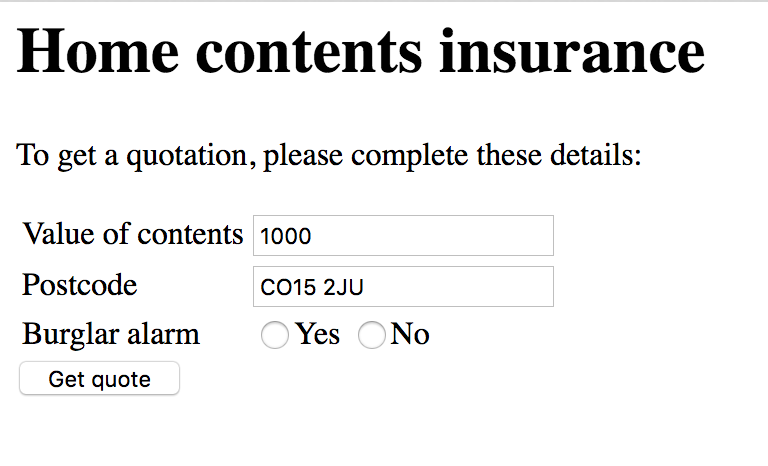 Home contents insurance
To get a quotation, please complete these details:
Value of contents 1000
Postcode CO15 2JU
Burglar alarm Yes No
Get quote